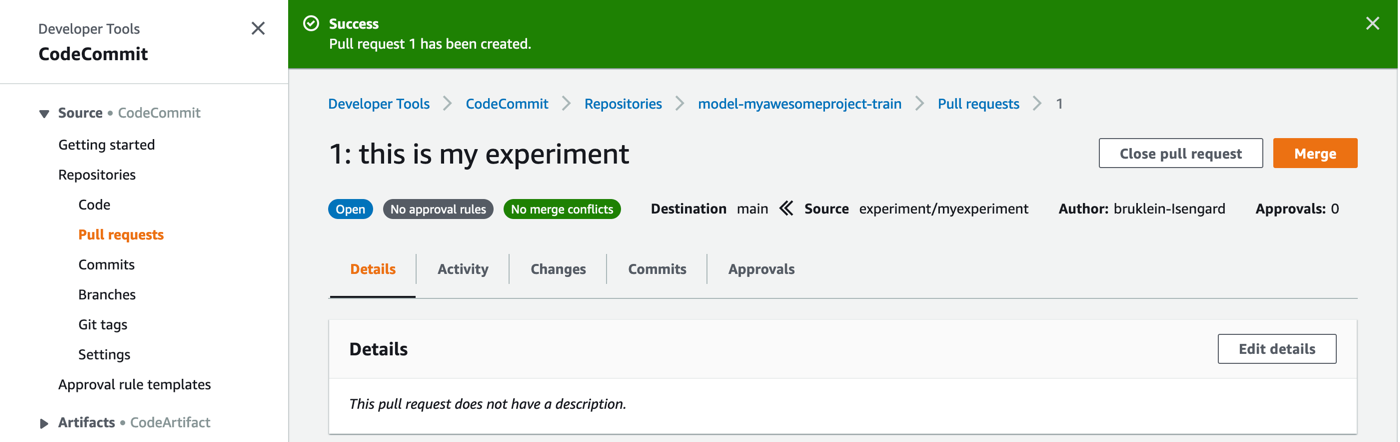 Developer Tools
CodeCommit
Source • CodeCommit
Getting started
Repositories
Code
Pull requests
Commits
Branches
Git tags
Settings
Approval rule templates
Artifacts • CodeArtifact
Success
Pull request 1 has been created.
Developer Tools > CodeCommit > Repositories > model-myawesomeproject-train > Pull requests > 1
1: this is my experiment
Close pull request Merge
Open No approval rules No merge conflicts Destination main Source experiment/myexperiment Author: bruklein-Isengard Approvals: 0
Details Activity Changes Commits Approvals
Details Edit details
This pull request does not have a description.